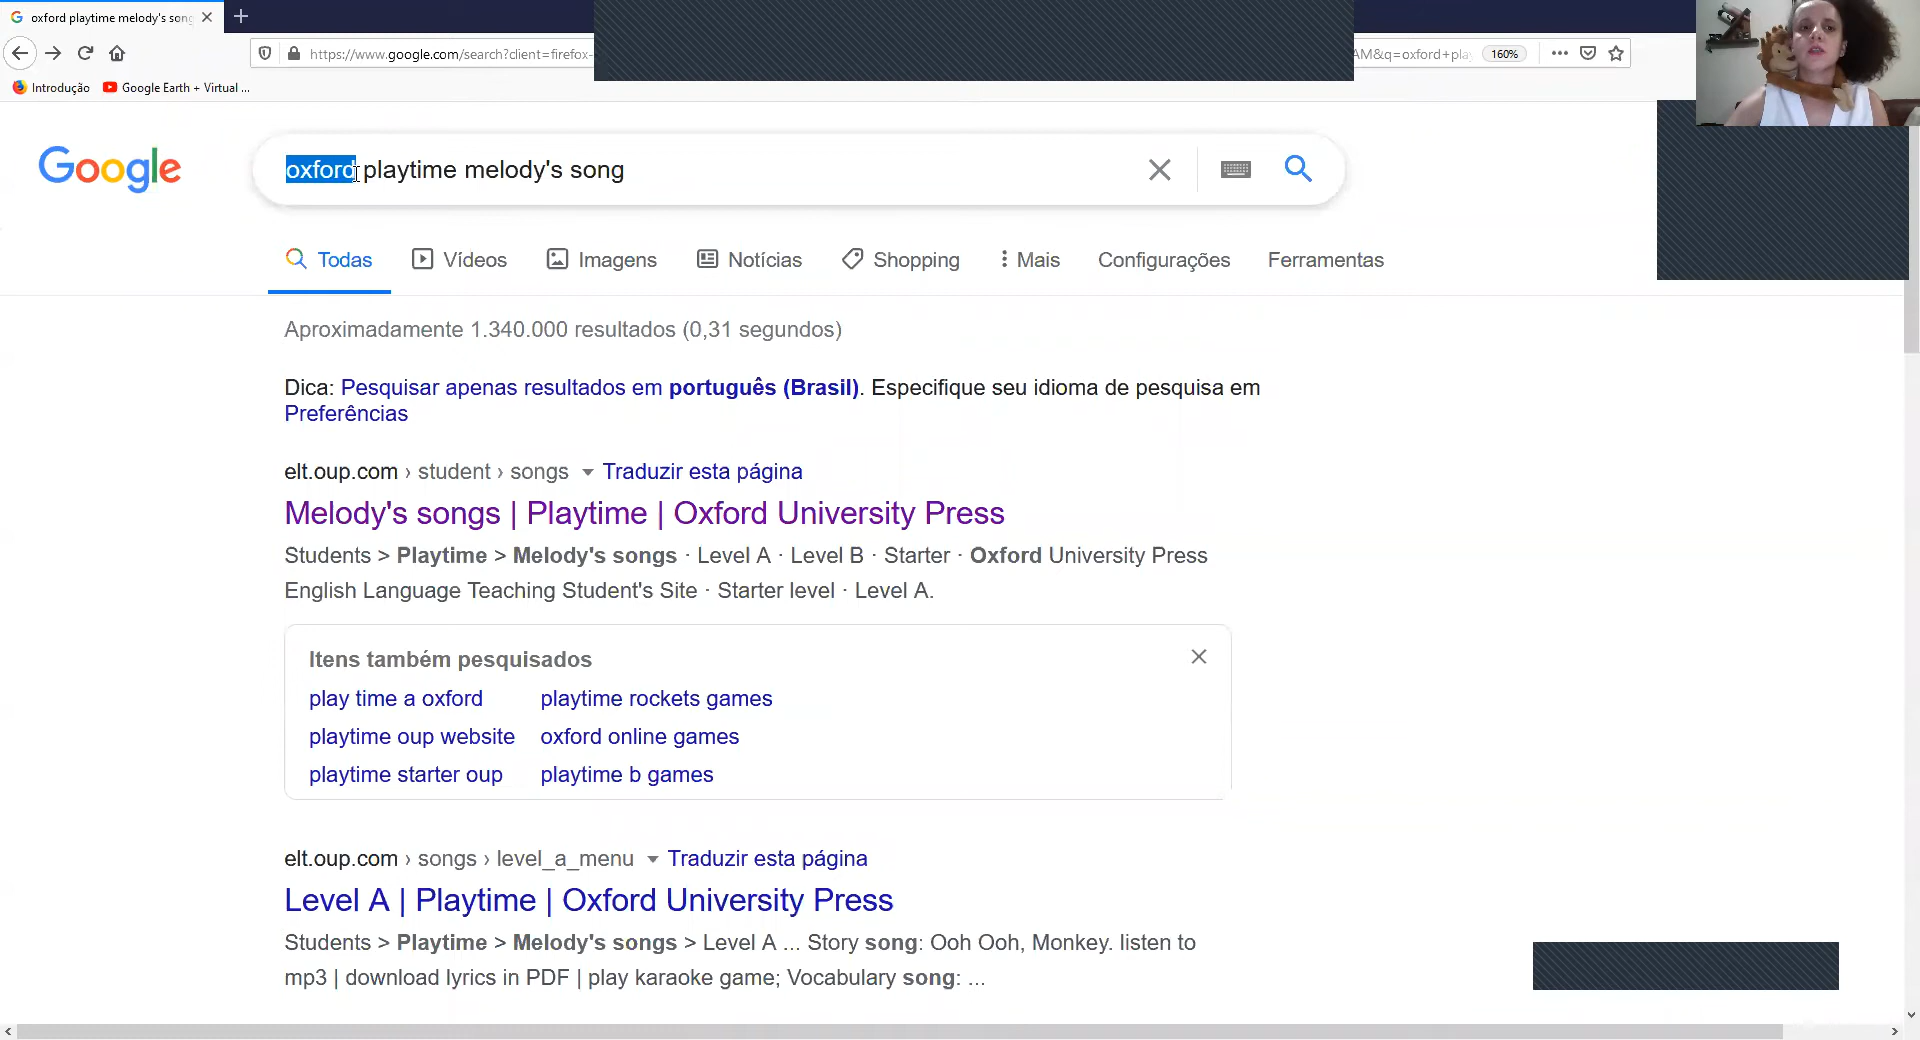 oxford playtime melody's song
https://www.google.com/search?client=firefox- AM&q=oxford+pla 160%
Introdução Google Earth + Virtual ...
Google oxford playtime melody's song
Todas Vídeos Imagens Notícias Shopping Mais Configurações Ferramentas
Aproximadamente 1.340.000 resultados (0,31 segundos)
Dica: Pesquisar apenas resultados em português (Brasil). Especifique seu idioma de pesquisa em
Preferências
elt.oup.com › student › songs Traduzir esta página
Melody's songs | Playtime | Oxford University Press
Students > Playtime > Melody's songs · Level A · Level B · Starter · Oxford University Press
English Language Teaching Student's Site · Starter level · Level A.
Itens também pesquisados
play time a oxford playtime rockets games
playtime oup website oxford online games
playtime starter oup playtime b games
elt.oup.com › songs › level_a_menu Traduzir esta página
Level A | Playtime | Oxford University Press
Students > Playtime > Melody's songs > Level A ... Story song: Ooh Ooh, Monkey. listen to
mp3 | download lyrics in PDF | play karaoke game; Vocabulary song: ...